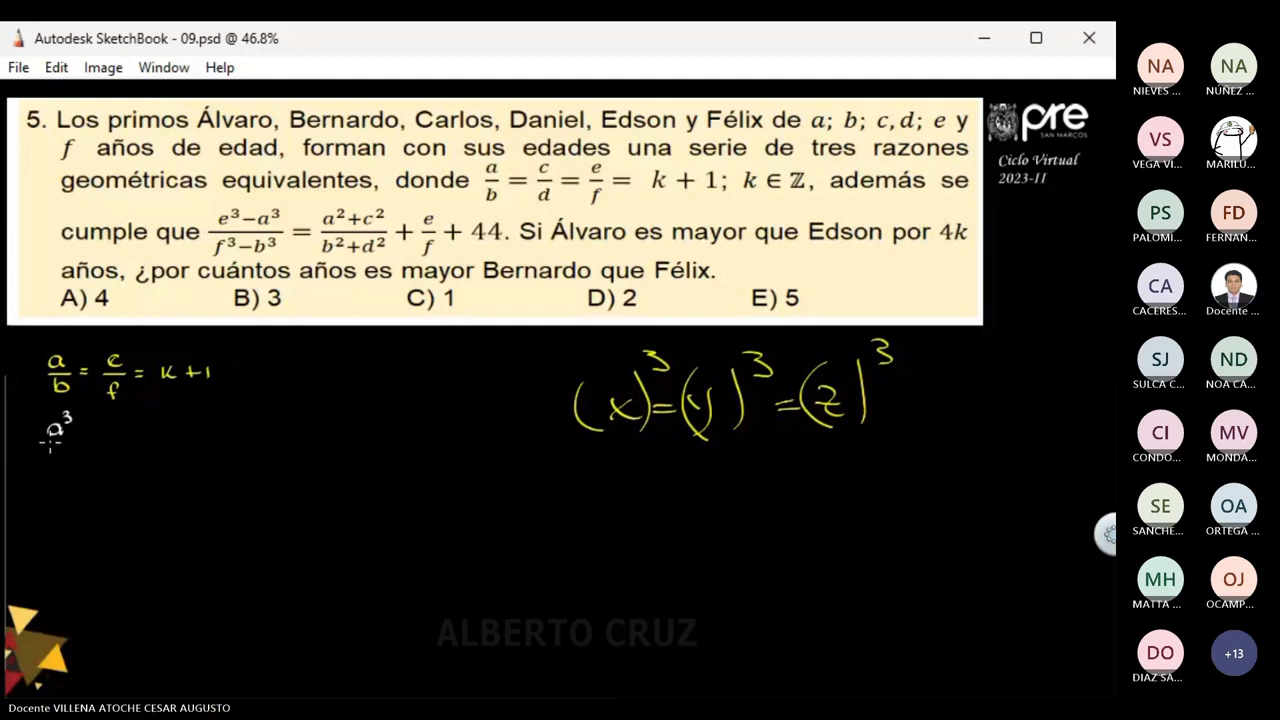 Autodesk SketchBook - 09.psd @ 46.8%
File Edit Image Window Help
5. Los primos Álvaro, Bernardo, Carlos, Daniel, Edson y Félix de a; b; c, d; e y
f años de edad, forman con sus edades una serie de tres razones
geométricas equivalentes, donde a/b = c/d = e/f = k + 1; k ∈ ℤ, además se
cumple que (e³−a³)/(f³−b³) = (a²+c²)/(b²+d²) + e/f + 44. Si Álvaro es mayor que Edson por 4k
años, ¿por cuántos años es mayor Bernardo que Félix.
A) 4 B) 3 C) 1 D) 2 E) 5
pre
SAN MARCOS
Ciclo Virtual
2023-II
a/b = e/f = k + 1
a³
(x)³ = (y)³ = (z)³
ALBERTO CRUZ
Docente VILLENA ATOCHE CESAR AUGUSTO
NA NA
NIEVES ... NÚÑEZ ...
VS
VEGA VI... MARILÚ...
PS FD
PALOMI... FERNAN...
CA
CACERES... Docente ...
SJ ND
SULCA C... NOA CA...
CI MV
CONDO... MONDA...
SE OA
SANCHE... ORTEGA ...
MH OJ
MATTA ... OCAMP...
DO +13
DIAZ SA...